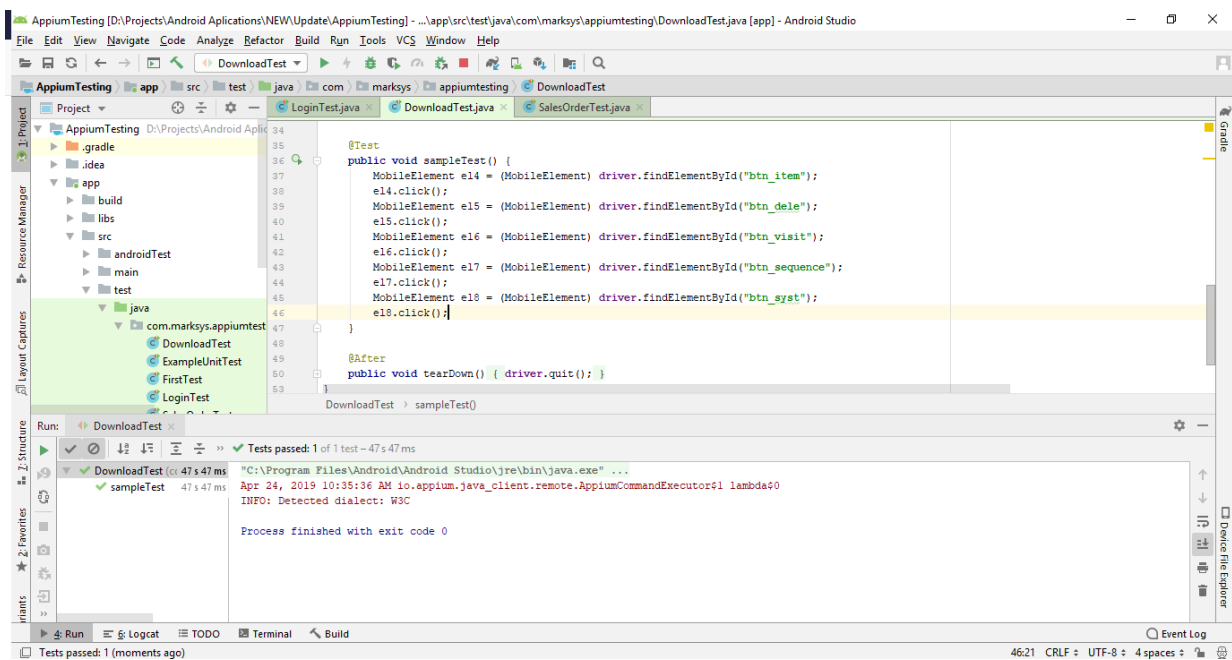 AppiumTesting [D:\Projects\Android Aplications\NEW\Update\AppiumTesting] - ...\app\src\test\java\com\marksys\appiumtesting\DownloadTest.java [app] - Android Studio
File Edit View Navigate Code Analyze Refactor Build Run Tools VCS Window Help
DownloadTest
AppiumTesting app src test java com marksys appiumtesting DownloadTest
1: Project
Resource Manager
Layout Captures
Z: Structure
2: Favorites
Project
AppiumTesting D:\Projects\Android Aplic
.gradle
.idea
app
build
libs
src
androidTest
main
test
java
com.marksys.appiumtest
DownloadTest
ExampleUnitTest
FirstTest
LoginTest
LoginTest.java DownloadTest.java SalesOrderTest.java
34
35 @Test
36 public void sampleTest() {
37 MobileElement el4 = (MobileElement) driver.findElementById("btn_item");
38 el4.click();
39 MobileElement el5 = (MobileElement) driver.findElementById("btn_dele");
40 el5.click();
41 MobileElement el6 = (MobileElement) driver.findElementById("btn_visit");
42 el6.click();
43 MobileElement el7 = (MobileElement) driver.findElementById("btn_sequence");
44 el7.click();
45 MobileElement el8 = (MobileElement) driver.findElementById("btn_syst");
46 el8.click();
47 }
48
49 @After
50 public void tearDown() { driver.quit(); }
53 }
DownloadTest > sampleTest()
Gradle
Device File Explorer
Run: DownloadTest
Tests passed: 1 of 1 test – 47 s 47 ms
DownloadTest (co 47 s 47 ms
sampleTest 47 s 47 ms
"C:\Program Files\Android\Android Studio\jre\bin\java.exe" ...
Apr 24, 2019 10:35:36 AM io.appium.java_client.remote.AppiumCommandExecutor$1 lambda$0
INFO: Detected dialect: W3C
Process finished with exit code 0
4: Run 6: Logcat TODO Terminal Build Event Log
Tests passed: 1 (moments ago) 46:21 CRLF UTF-8 4 spaces